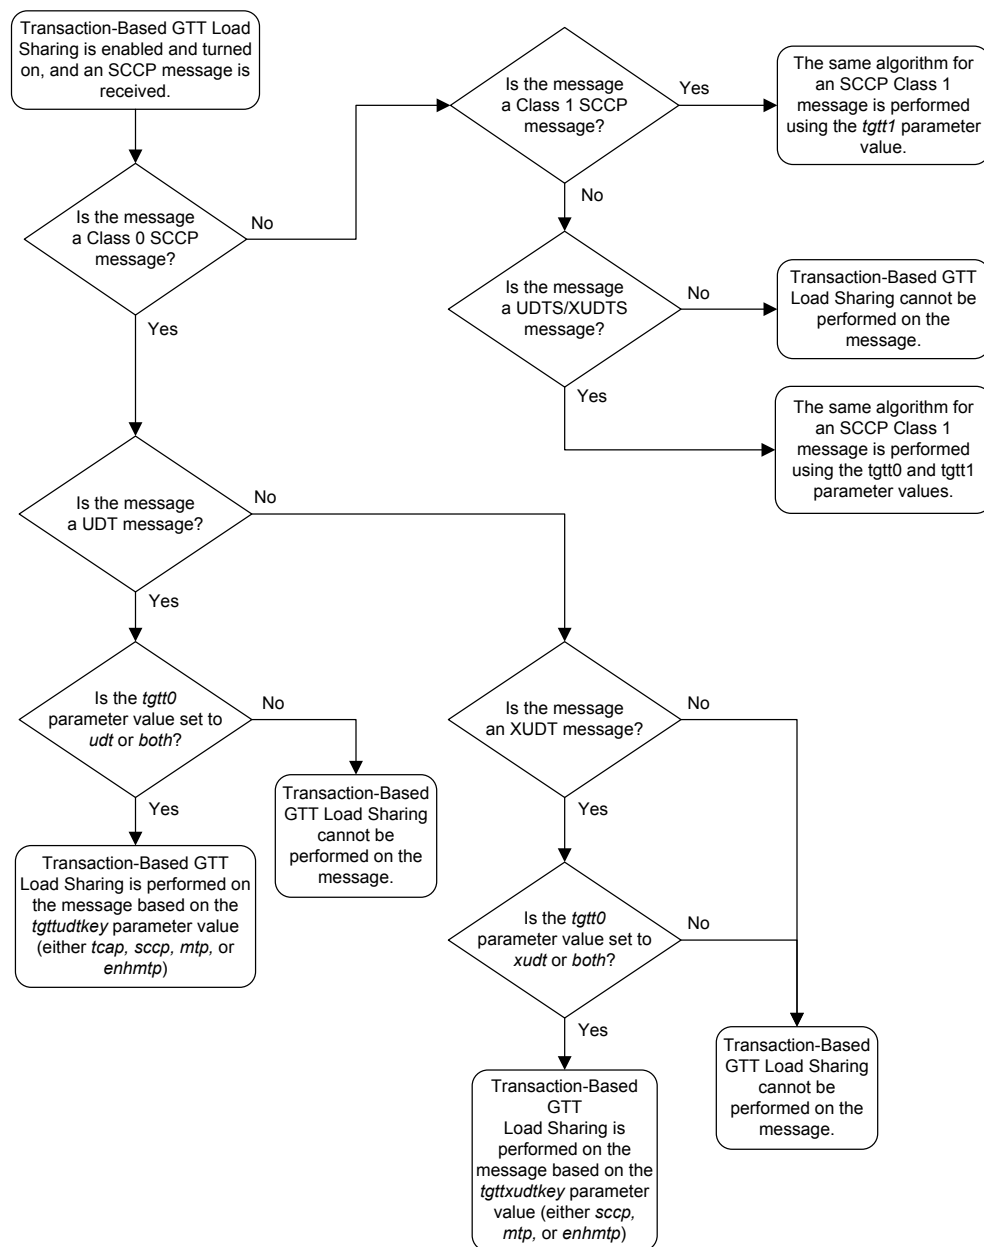 Transaction-Based GTT Load
Sharing is enabled and turned
on, and an SCCP message is
received.
Is the message
a Class 1 SCCP
message?
Yes
The same algorithm for
an SCCP Class 1
message is performed
using the tgtt1 parameter
value.
No
Is the message
a Class 0 SCCP
message?
No
Yes
Is the message
a UDTS/XUDTS
message?
No
Transaction-Based GTT
Load Sharing cannot be
performed on the
message.
Yes
The same algorithm for
an SCCP Class 1
message is performed
using the tgtt0 and tgtt1
parameter values.
Is the message
a UDT message?
No
Yes
Is the tgtt0
parameter value set to
udt or both?
No
Yes
Transaction-Based
GTT Load Sharing
cannot be
performed on the
message.
Transaction-Based GTT
Load Sharing is performed on
the message based on the
tgttudtkey parameter value
(either tcap, sccp, mtp, or
enhmtp)
Is the message
an XUDT message?
No
Yes
Is the tgtt0
parameter value set to
xudt or both?
No
Yes
Transaction-Based
GTT Load Sharing
cannot be
performed on the
message.
Transaction-Based
GTT
Load Sharing is
performed on the
message based on the
tgttxudtkey parameter
value (either sccp,
mtp, or enhmtp)